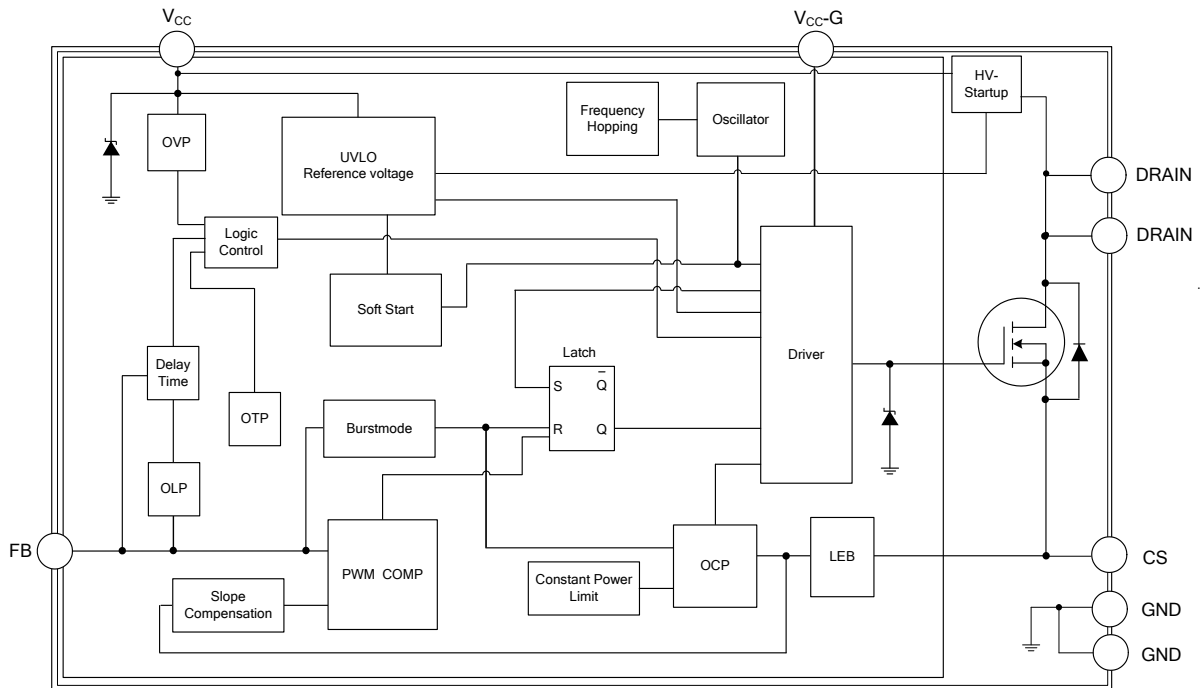 VCC
VCC-G
HV-
Startup
Frequency
Hopping
Oscillator
OVP
UVLO
Reference voltage
DRAIN
DRAIN
Logic
Control
Soft Start
Driver
Delay
Time
Latch
S
Q
R
Q
OTP
Burstmode
OLP
FB
PWM COMP
OCP
LEB
CS
Constant Power
Limit
Slope
Compensation
GND
GND